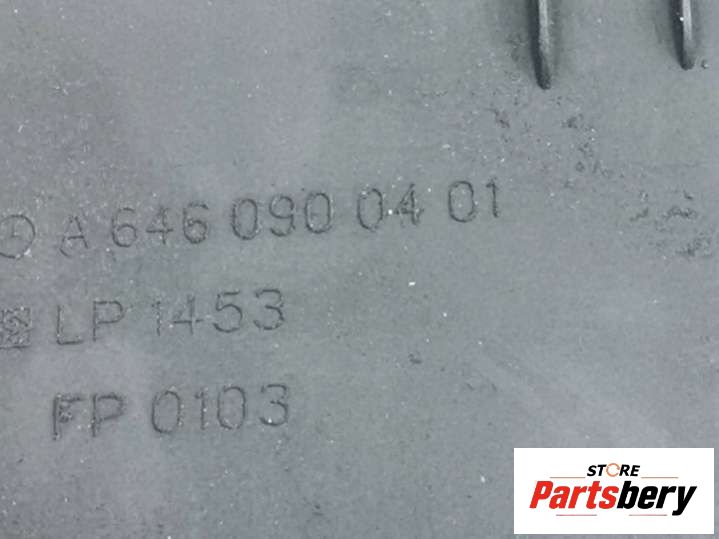 A 646 090 04 01
LP 1453
FP 0103
STORE
Partsbery